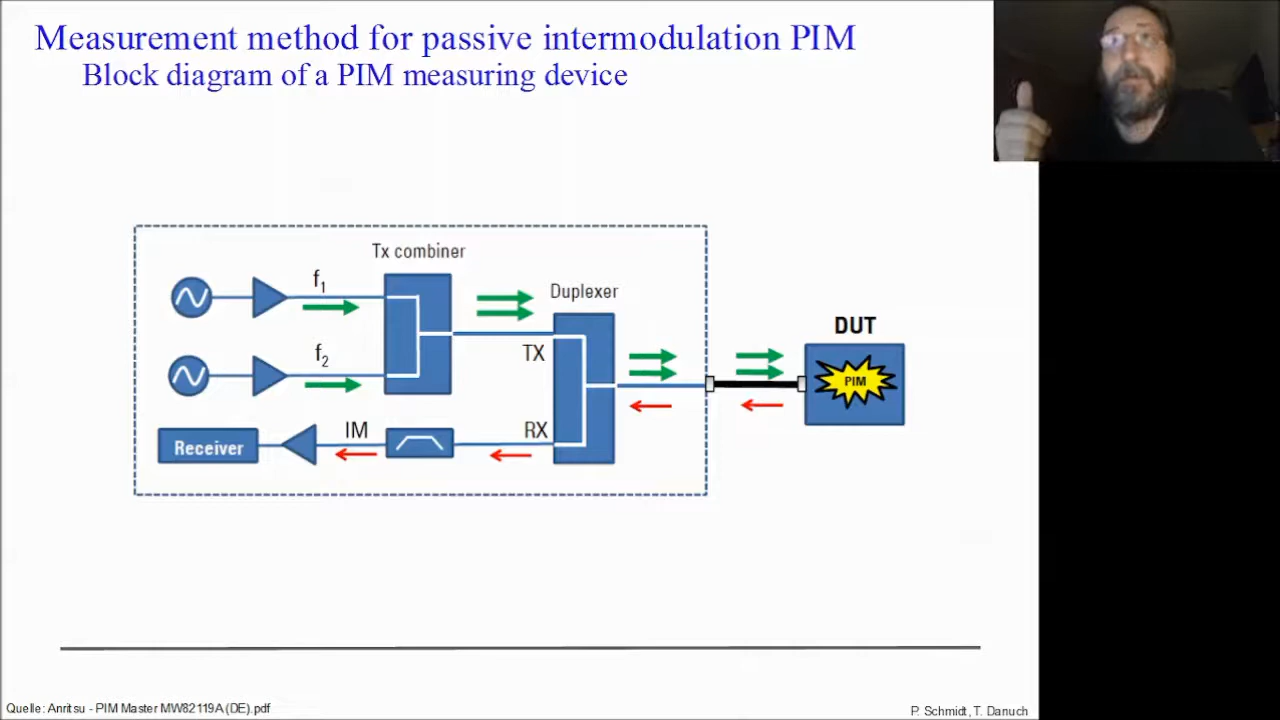 Measurement method for passive intermodulation PIM
Block diagram of a PIM measuring device
Tx combiner
f1
Duplexer
DUT
f2
TX
PIM
IM
RX
Receiver
Quelle: Anritsu - PIM Master MW82119A (DE).pdf
P. Schmidt, T. Danuch